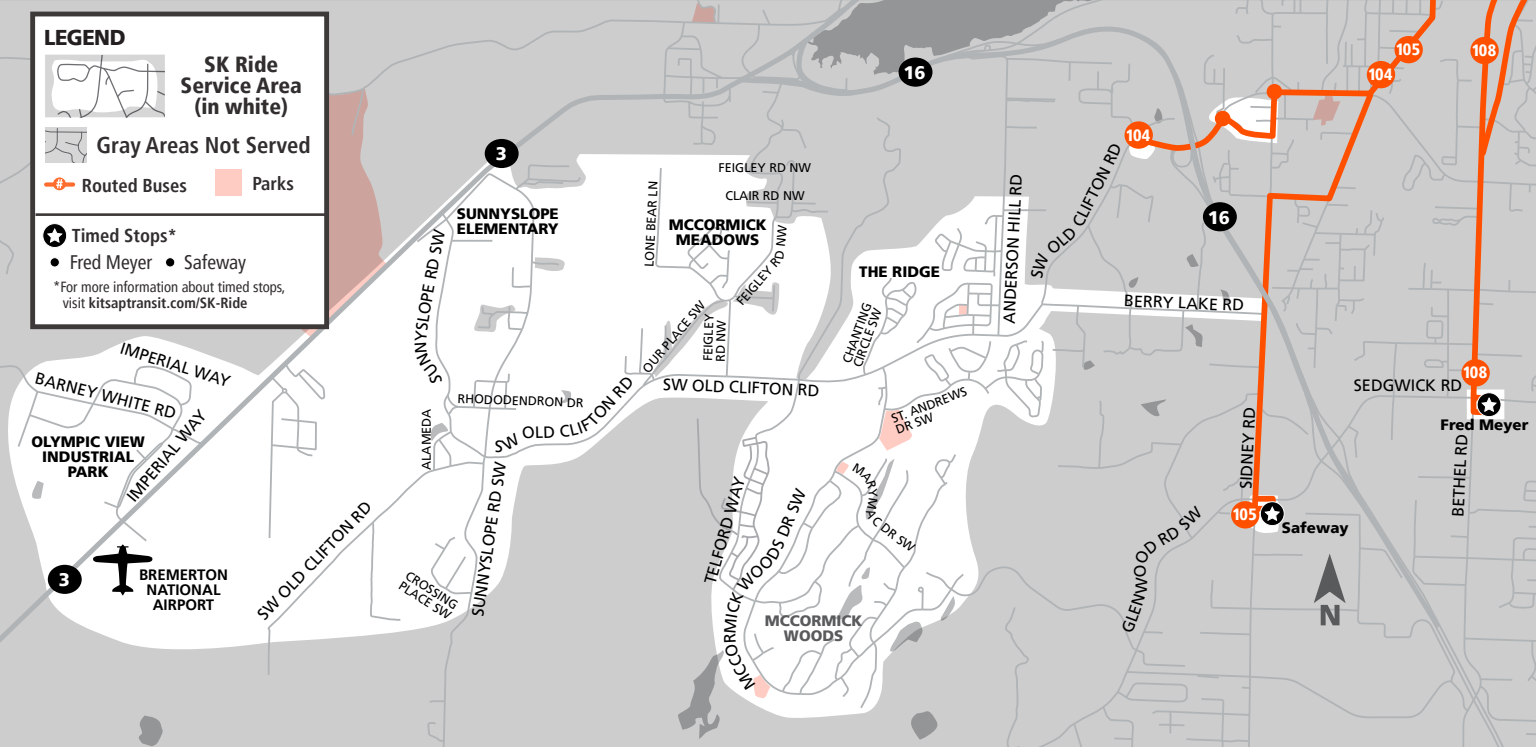 LEGEND
SK Ride
Service Area
(in white)
Gray Areas Not Served
# Routed Buses
Parks
Timed Stops*
• Fred Meyer • Safeway
*For more information about timed stops,
visit kitsaptransit.com/SK-Ride
3
16
105
104
108
104
16
SUNNYSLOPE
ELEMENTARY
FEIGLEY RD NW
CLAIR RD NW
LONE BEAR LN
MCCORMICK
MEADOWS
FEIGLEY RD NW
SUNNYSLOPE RD SW
THE RIDGE
ANDERSON HILL RD
SW OLD CLIFTON RD
BERRY LAKE RD
OUR PLACE SW
FEIGLEY
RD NW
CHANTING
CIRCLE SW
IMPERIAL WAY
BARNEY WHITE RD
IMPERIAL WAY
OLYMPIC VIEW
INDUSTRIAL
PARK
RHODODENDRON DR
SW OLD CLIFTON RD
SW OLD CLIFTON RD
ALAMEDA
ST. ANDREWS
DR SW
108
SEDGWICK RD
Fred Meyer
BETHEL RD
SIDNEY RD
105
Safeway
GLENWOOD RD SW
N
TELFORD WAY
MCCORMICK WOODS DR SW
MARY MAC DR SW
MCCORMICK
WOODS
SW OLD CLIFTON RD
SUNNYSLOPE RD SW
CROSSING
PLACE SW
3
BREMERTON
NATIONAL
AIRPORT